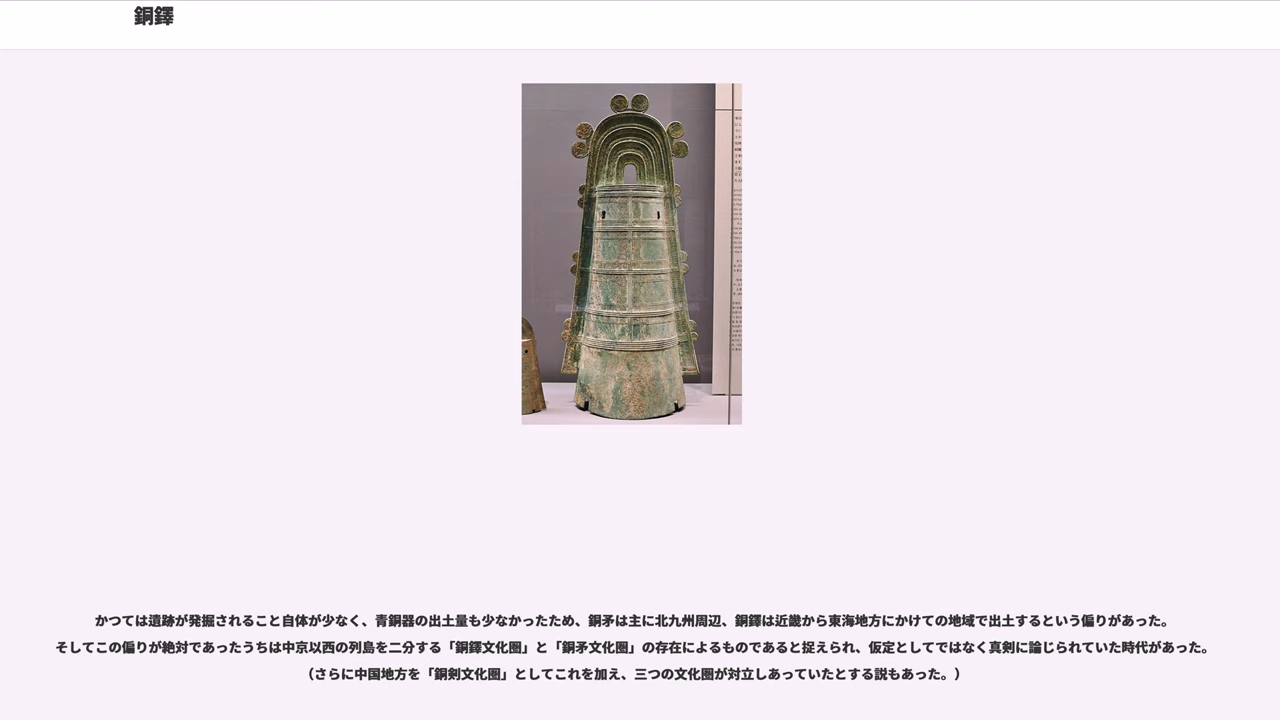 銅鐸
かつては遺跡が発掘されること自体が少なく、青銅器の出土量も少なかったため、銅矛は主に北九州周辺、銅鐸は近畿から東海地方にかけての地域で出土するという偏りがあった。
そしてこの偏りが絶対であったうちは中京以西の列島を二分する「銅鐸文化圏」と「銅矛文化圏」の存在によるものであると捉えられ、仮定としてではなく真剣に論じられていた時代があった。
（さらに中国地方を「銅剣文化圏」としてこれを加え、三つの文化圏が対立しあっていたとする説もあった。）